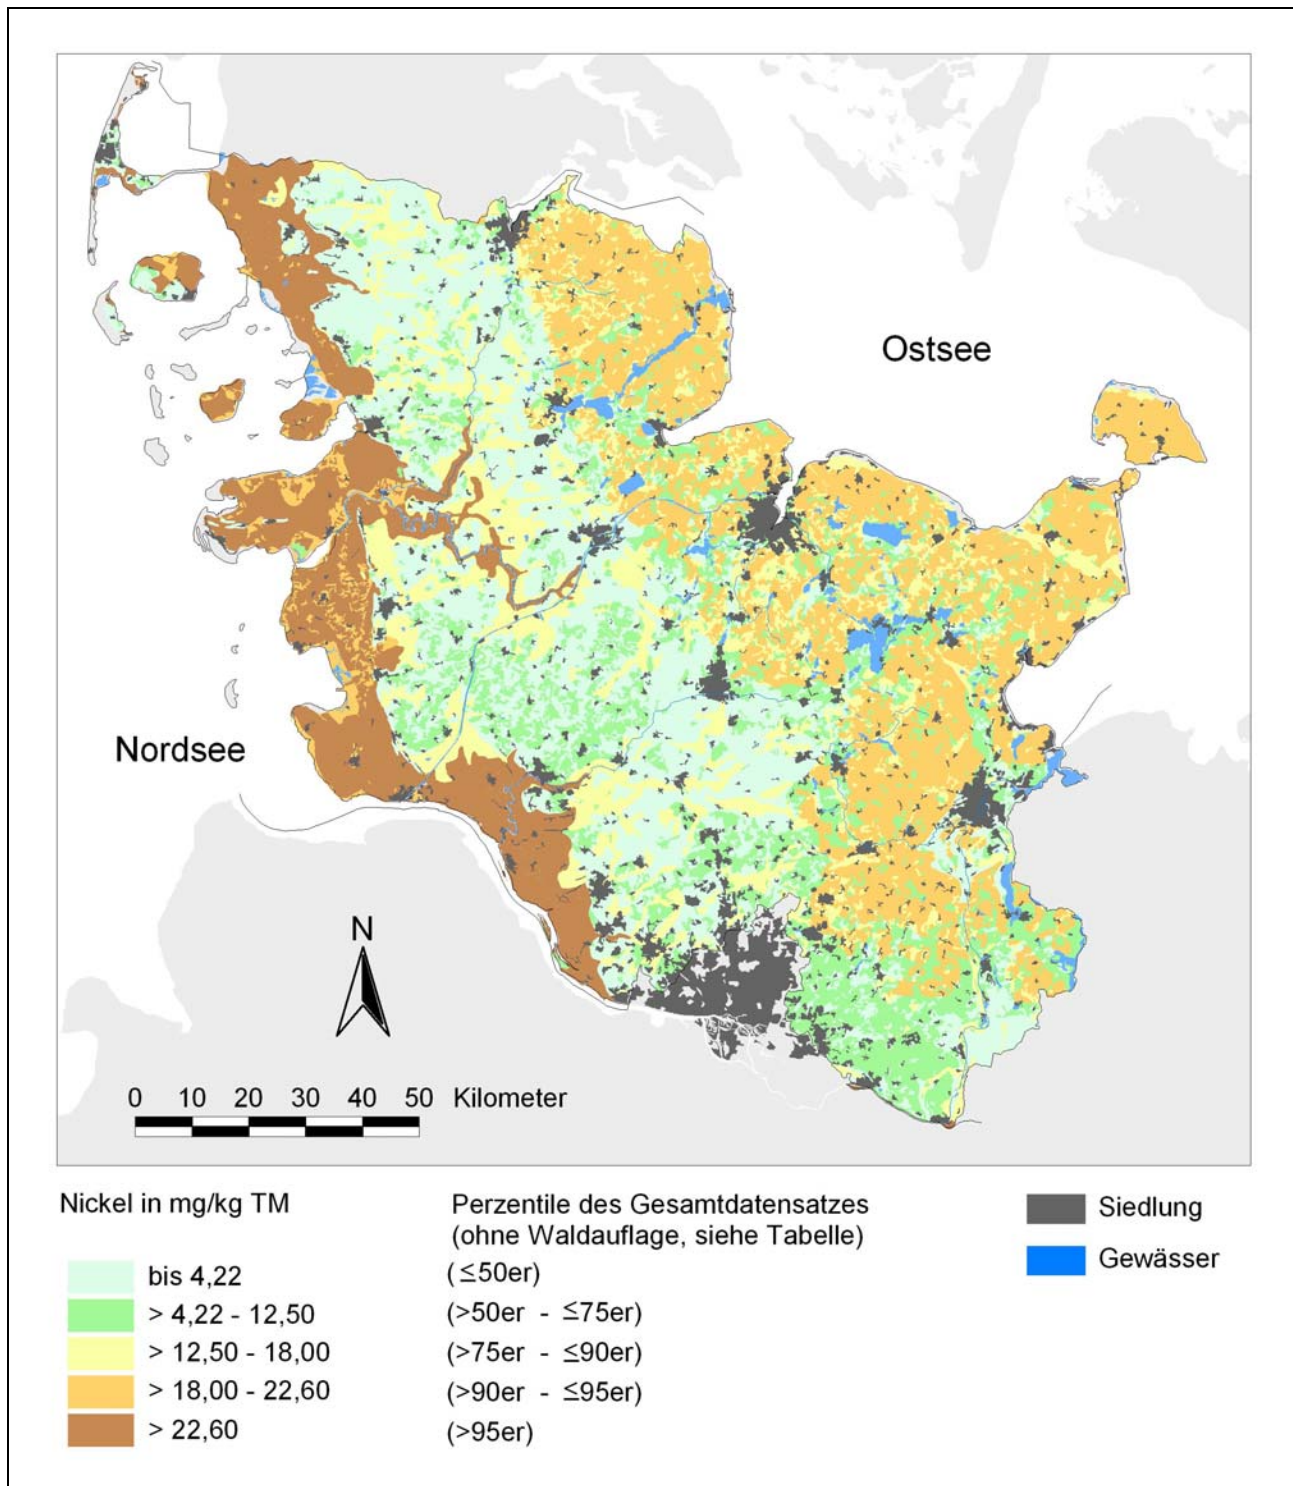 Ostsee
Nordsee
N
0 10 20 30 40 50 Kilometer
Nickel in mg/kg TM
bis 4,22
> 4,22 - 12,50
> 12,50 - 18,00
> 18,00 - 22,60
> 22,60
Perzentile des Gesamtdatensatzes
(ohne Waldauflage, siehe Tabelle)
(≤50er)
(>50er - ≤75er)
(>75er - ≤90er)
(>90er - ≤95er)
(>95er)
Siedlung
Gewässer